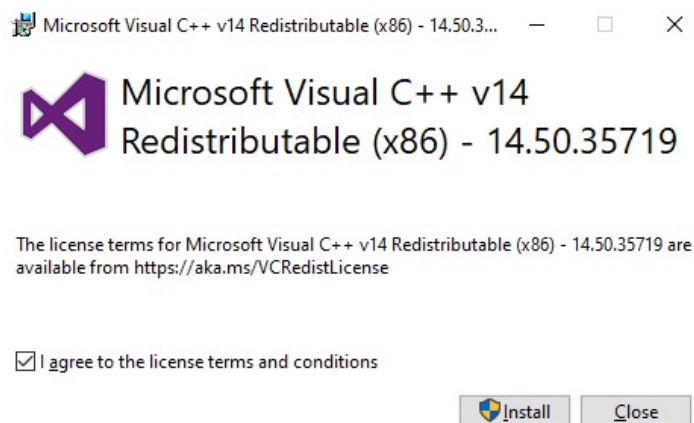 Microsoft Visual C++ v14 Redistributable (x86) - 14.50.3...
Microsoft Visual C++ v14
Redistributable (x86) - 14.50.35719
The license terms for Microsoft Visual C++ v14 Redistributable (x86) - 14.50.35719 are
available from https://aka.ms/VCRedistLicense
I agree to the license terms and conditions
Install
Close